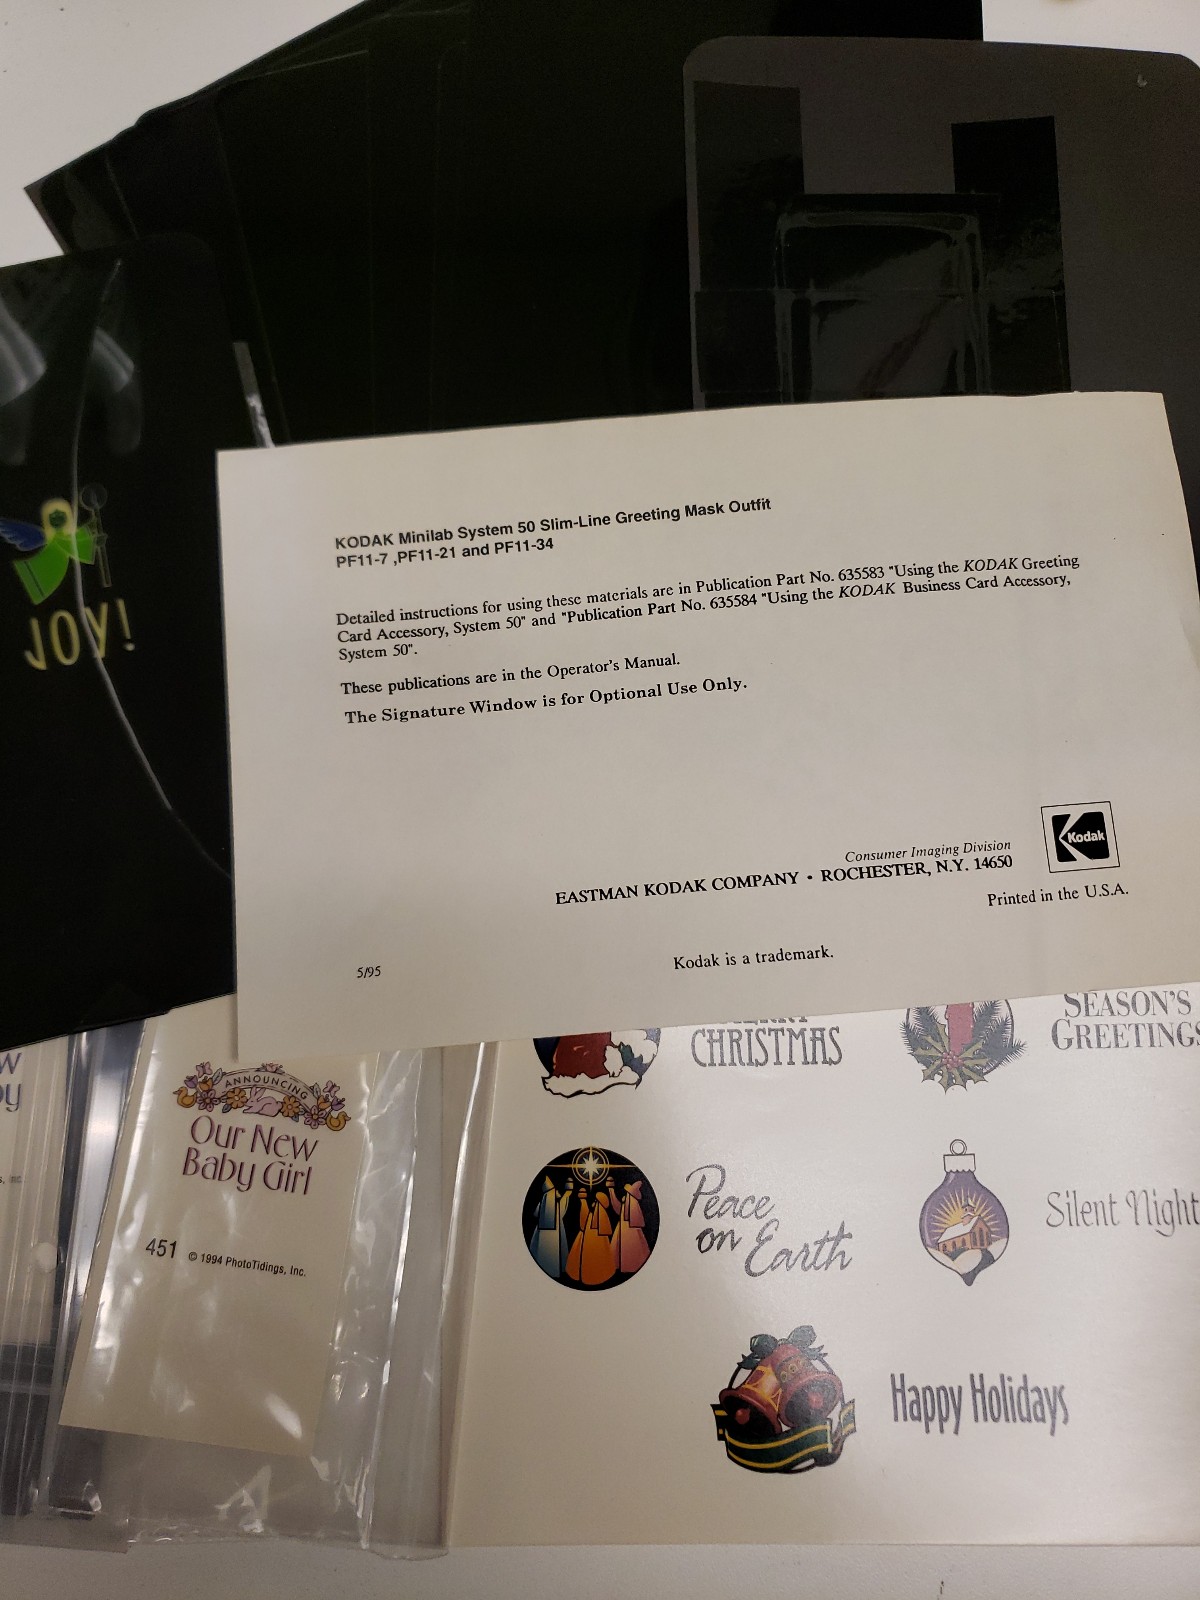 KODAK Minilab System 50 Slim-Line Greeting Mask Outfit
PF11-7 ,PF11-21 and PF11-34
Detailed instructions for using these materials are in Publication Part No. 635583 "Using the KODAK Greeting
Card Accessory, System 50" and "Publication Part No. 635584 "Using the KODAK Business Card Accessory,
System 50".
These publications are in the Operator's Manual.
The Signature Window is for Optional Use Only.
Kodak
Consumer Imaging Division
EASTMAN KODAK COMPANY • ROCHESTER, N.Y. 14650
Printed in the U.S.A.
Kodak is a trademark.
5/95
JOY!
ANNOUNCING
Our New
Baby Girl
451 © 1994 PhotoTidings, Inc.
CHRISTMAS
SEASON'S
GREETINGS
Peace
on Earth
Silent Night
Happy Holidays